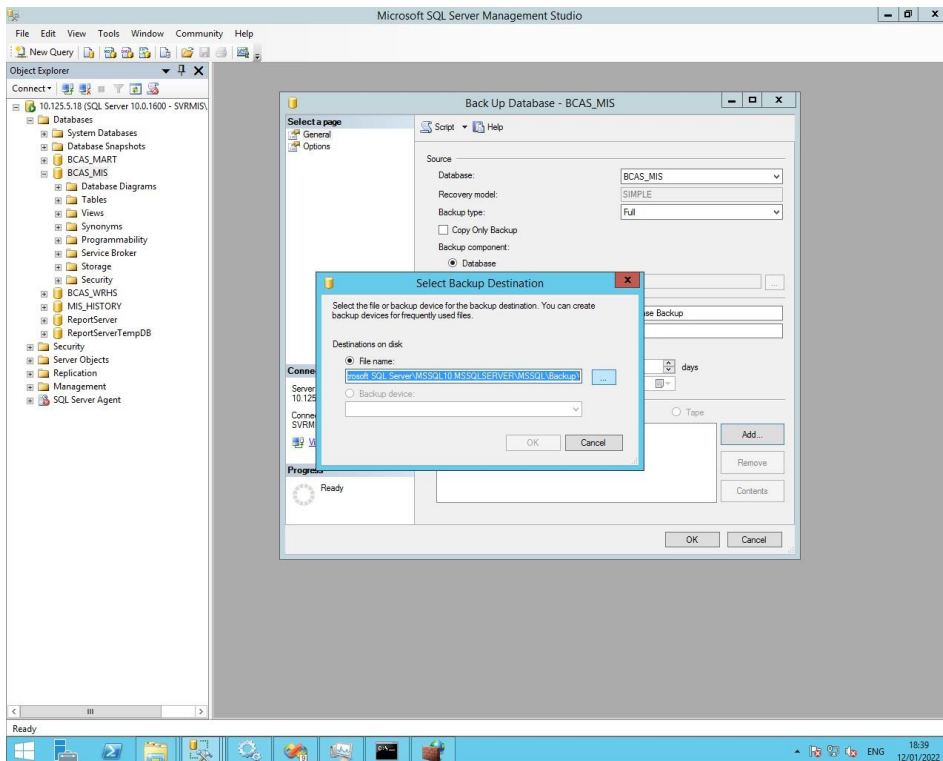 Microsoft SQL Server Management Studio
File Edit View Tools Window Community Help
New Query
Object Explorer
Connect
10.125.5.18 (SQL Server 10.0.1600 - SVRMIS\
Databases
System Databases
Database Snapshots
BCAS_MART
BCAS_MIS
Database Diagrams
Tables
Views
Synonyms
Programmability
Service Broker
Storage
Security
BCAS_WRHS
MIS_HISTORY
ReportServer
ReportServerTempDB
Security
Server Objects
Replication
Management
SQL Server Agent
Back Up Database - BCAS_MIS
Select a page
General
Options
Script Help
Source
Database: BCAS_MIS
Recovery model: SIMPLE
Backup type: Full
Copy Only Backup
Backup component:
Database
...
se Backup
days
Tape
Add...
Remove
Contents
Conne
Server
10.125
Conne
SVRM
Vi
Progress
Ready
OK Cancel
Select Backup Destination
Select the file or backup device for the backup destination. You can create
backup devices for frequently used files.
Destinations on disk
File name:
rosoft SQL Server\MSSQL10.MSSQLSERVER\MSSQL\Backup\
...
Backup device:
OK Cancel
Ready
ENG
18:39
12/01/2022